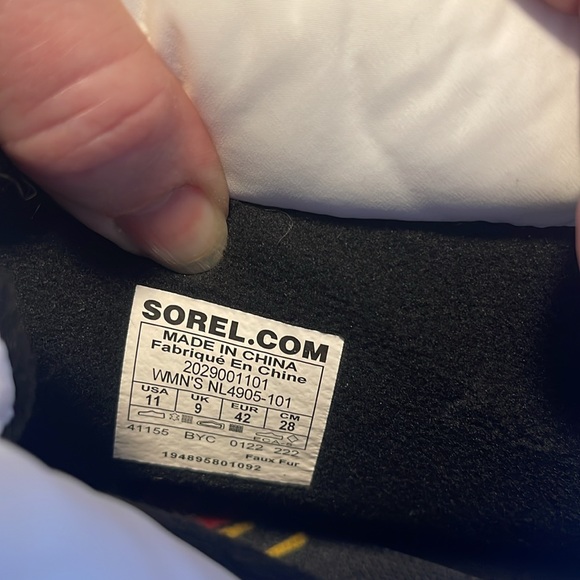 SOREL.COM
MADE IN CHINA
Fabriqué En Chine
2029001101
WMN'S NL4905-101
USA UK EUR CM
11 9 42 28
41155 BYC 0122 222
Faux Fur
194895801092